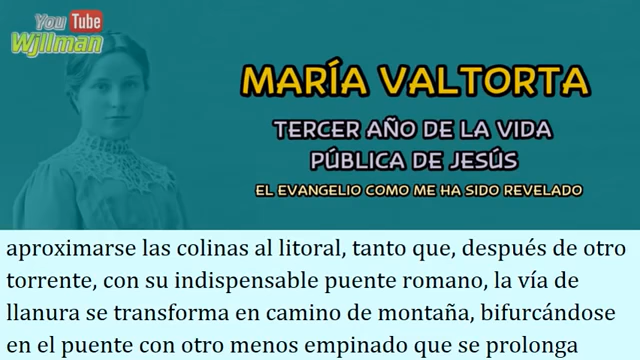 You Tube
Wjllman
MARÍA VALTORTA
TERCER AÑO DE LA VIDA
PÚBLICA DE JESÚS
EL EVANGELIO COMO ME HA SIDO REVELADO
aproximarse las colinas al litoral, tanto que, después de otro
torrente, con su indispensable puente romano, la vía de
llanura se transforma en camino de montaña, bifurcándose
en el puente con otro menos empinado que se prolonga